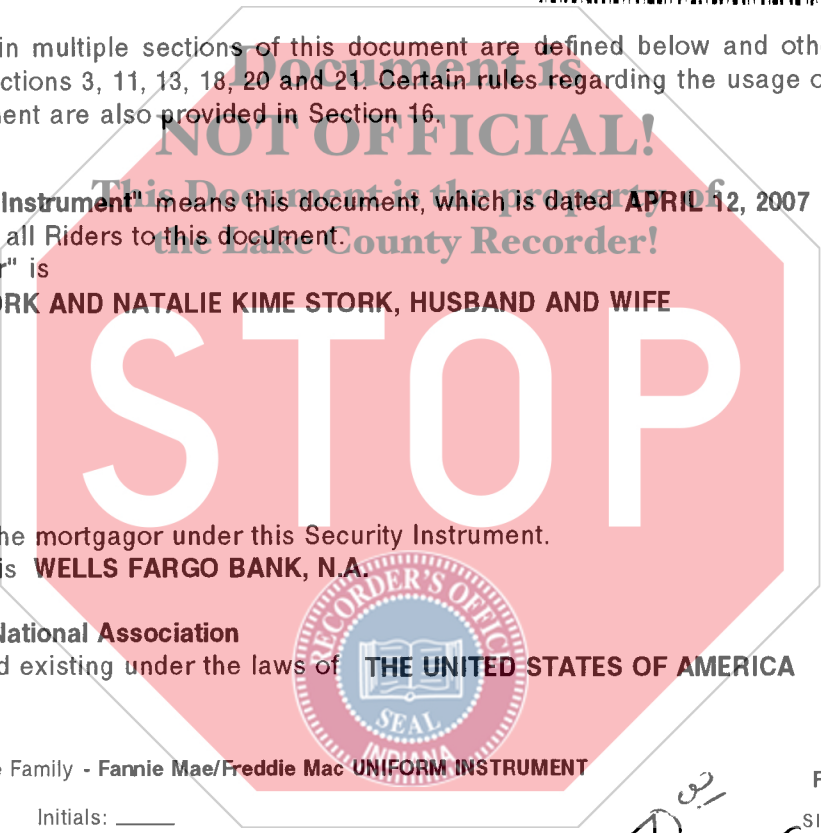 in multiple sections of this document are defined below and oth
ctions 3, 11, 13, 18, 20 and 21. Certain rules regarding the usage o
ent are also provided in Section 16.
Document is
NOT OFFICIAL!
This Document is the property of
the Lake County Recorder!
Instrument" means this document, which is dated APRIL 12, 2007
all Riders to this document.
r" is
ORK AND NATALIE KIME STORK, HUSBAND AND WIFE
STOP
he mortgagor under this Security Instrument.
is WELLS FARGO BANK, N.A.
National Association
d existing under the laws of THE UNITED STATES OF AMERICA
RECORDER'S OFFICE
SEAL
INDIANA
e Family - Fannie Mae/Freddie Mac UNIFORM INSTRUMENT
Initials: _____